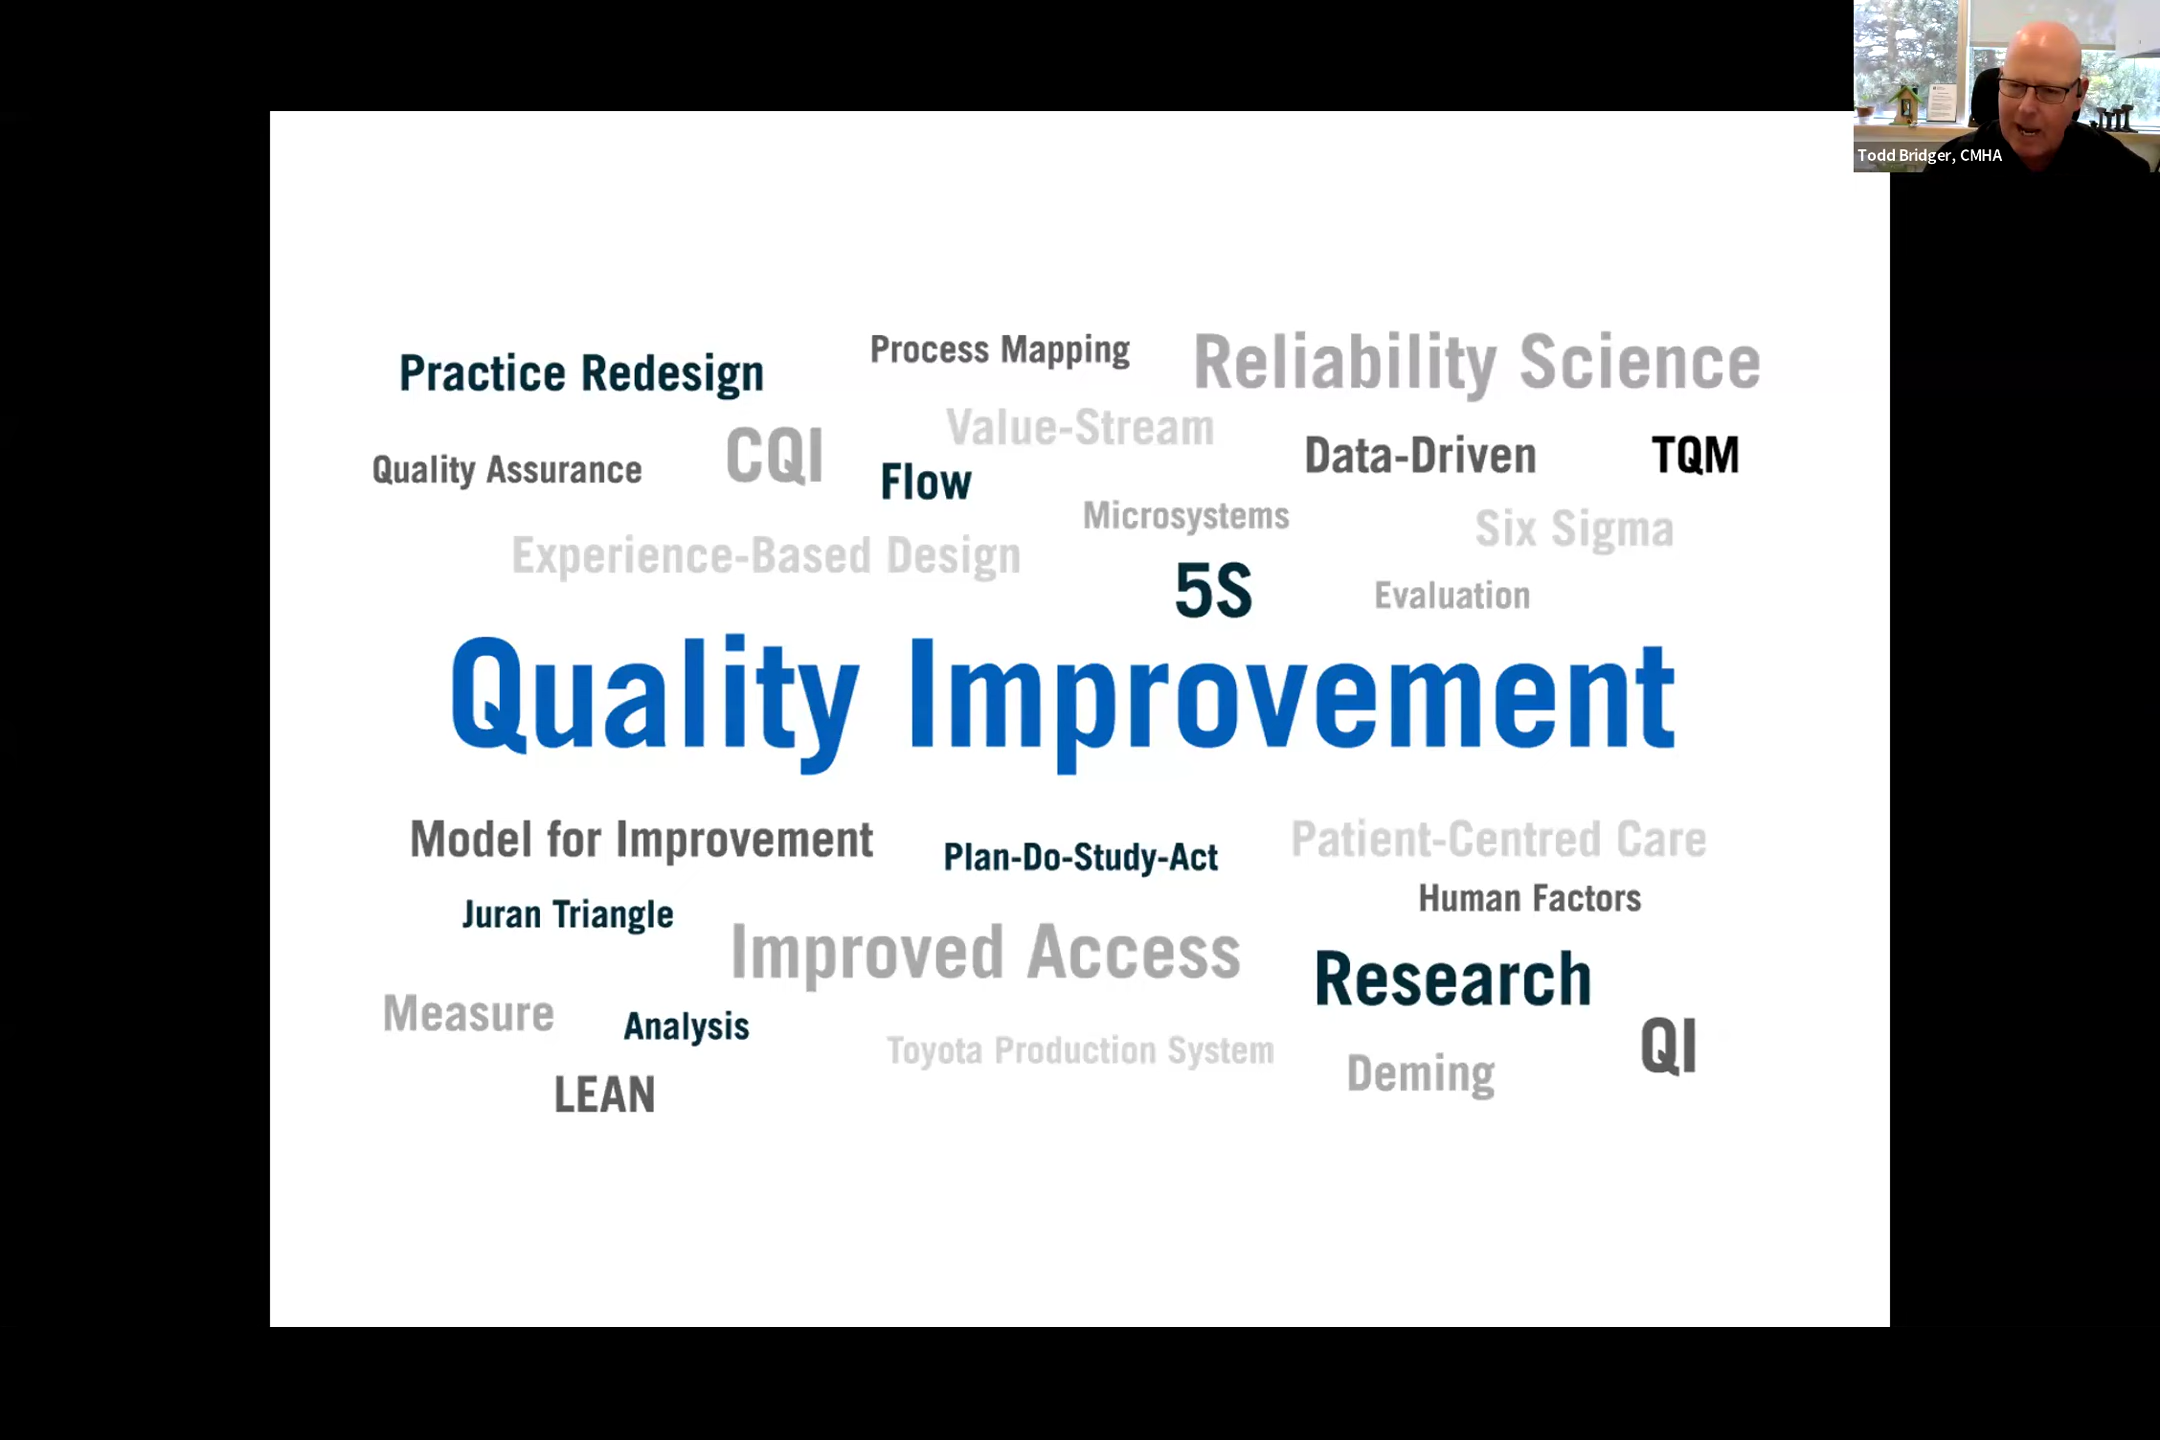 Todd Bridger, CMHA
Practice Redesign
Process Mapping
Reliability Science
Value-Stream
Quality Assurance
CQI
Flow
Data-Driven
TQM
Microsystems
Six Sigma
Experience-Based Design
5S
Evaluation
Quality Improvement
Model for Improvement
Plan-Do-Study-Act
Patient-Centred Care
Juran Triangle
Human Factors
Improved Access
Research
Measure
Analysis
Toyota Production System
Deming
QI
LEAN